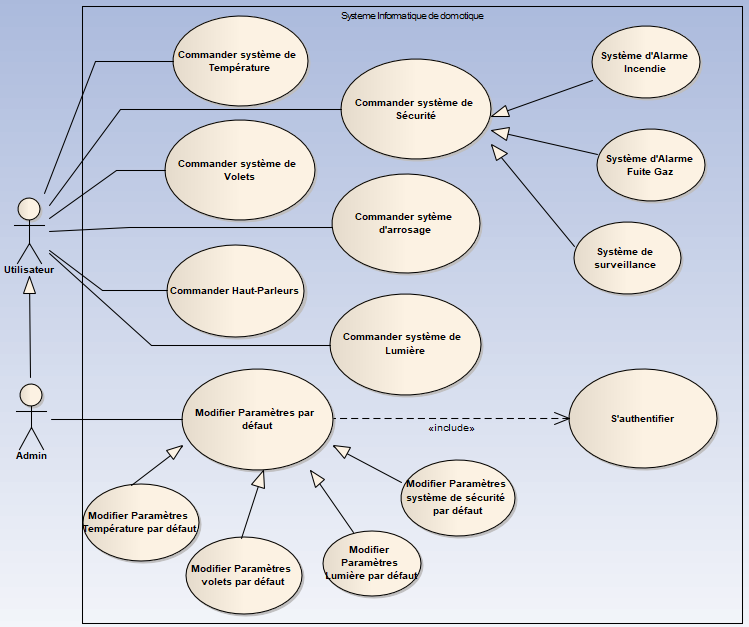 Systeme Informatique de domotique
Commander système de
Température
Système d'Alarme
Incendie
Commander système de
Sécurité
Commander système de
Volets
Système d'Alarme
Fuite Gaz
Commander sytème
d'arrosage
Utilisateur
Système de
surveillance
Commander Haut-Parleurs
Commander système de
Lumière
Modifier Paramètres par
défaut
S'authentifier
«include»
Admin
Modifier Paramètres
Température par défaut
Modifier Paramètres
système de sécurité
par défaut
Modifier Paramètres
volets par défaut
Modifier
Paramètres
Lumière par défaut